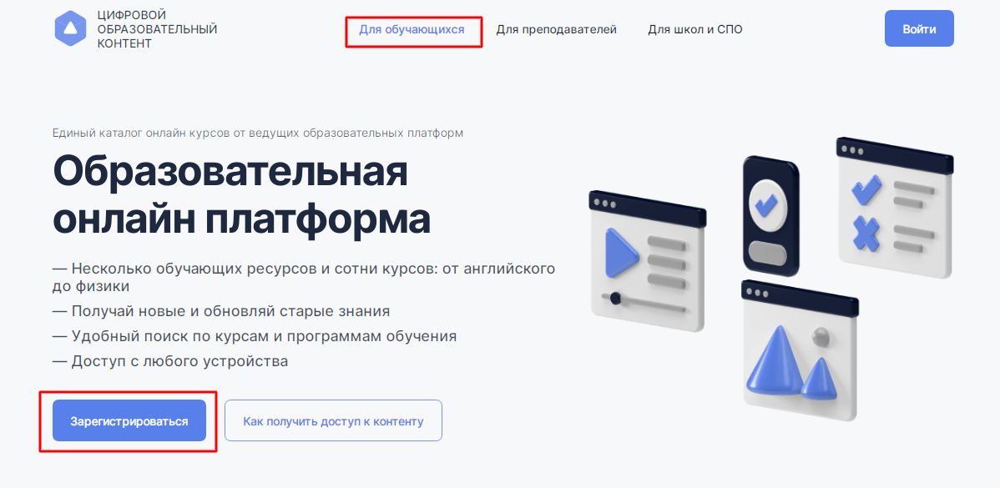 ЦИФРОВОЙ
ОБРАЗОВАТЕЛЬНЫЙ
КОНТЕНТ
Для обучающихся
Для преподавателей
Для школ и СПО
Войти
Единый каталог онлайн курсов от ведущих образовательных платформ
Образовательная
онлайн платформа
— Несколько обучающих ресурсов и сотни курсов: от английского
до физики
— Получай новые и обновляй старые знания
— Удобный поиск по курсам и программам обучения
— Доступ с любого устройства
Зарегистрироваться
Как получить доступ к контенту